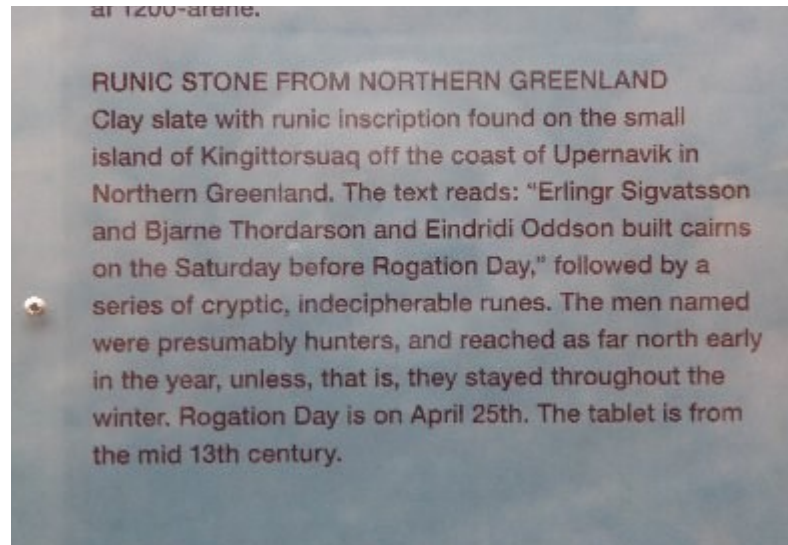 af 1200-årene.
RUNIC STONE FROM NORTHERN GREENLAND
Clay slate with runic inscription found on the small
island of Kingittorsuaq off the coast of Upernavik in
Northern Greenland. The text reads: “Erlingr Sigvatsson
and Bjarne Thordarson and Eindridi Oddson built cairns
on the Saturday before Rogation Day,” followed by a
series of cryptic, indecipherable runes. The men named
were presumably hunters, and reached as far north early
in the year, unless, that is, they stayed throughout the
winter. Rogation Day is on April 25th. The tablet is from
the mid 13th century.